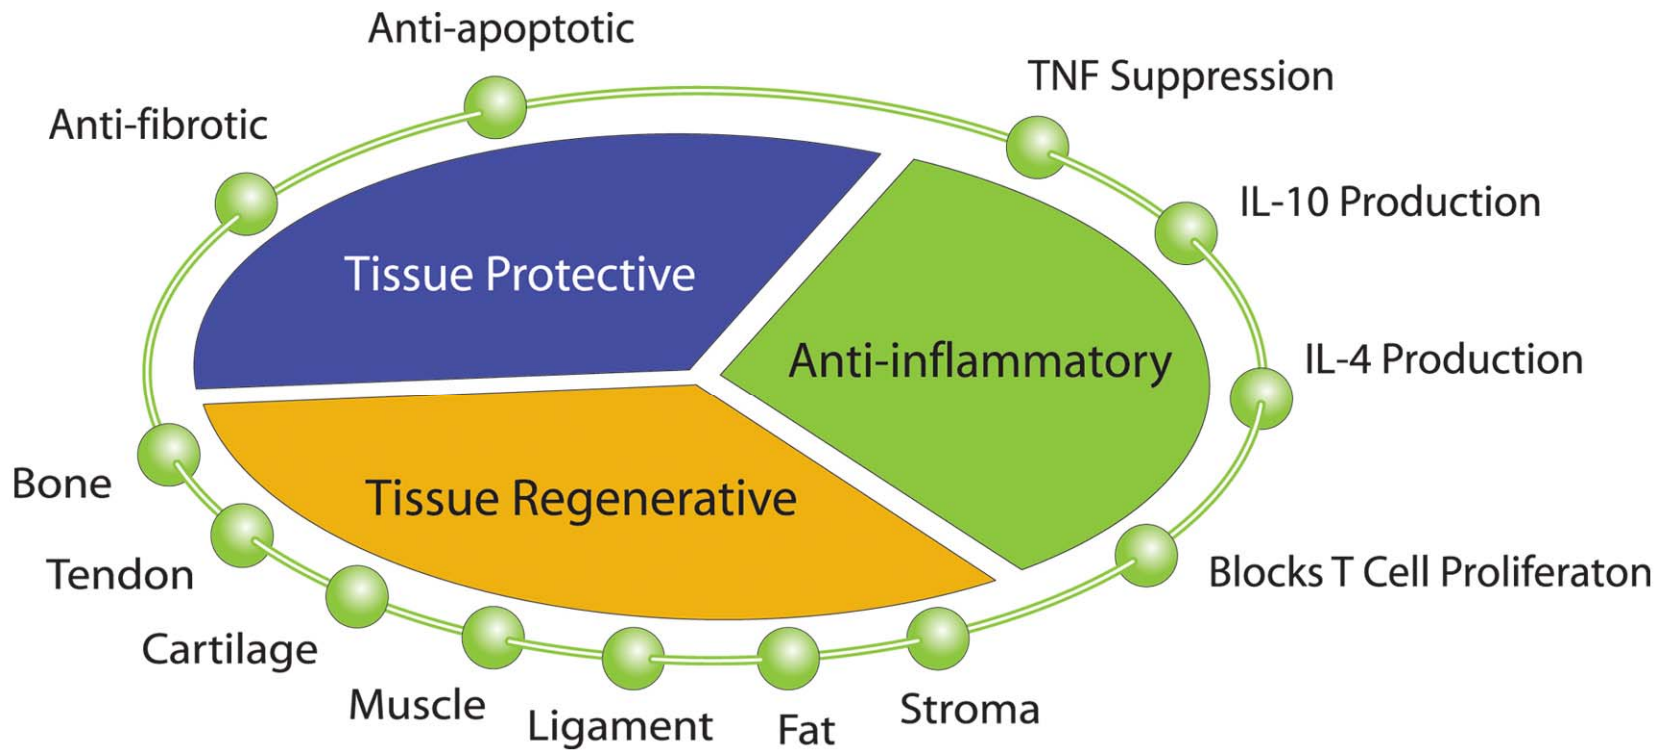 Anti-apoptotic
TNF Suppression
Anti-fibrotic
IL-10 Production
Tissue Protective
Anti-inflammatory
IL-4 Production
Bone
Tissue Regenerative
Tendon
Blocks T Cell Proliferaton
Cartilage
Muscle
Ligament
Fat
Stroma